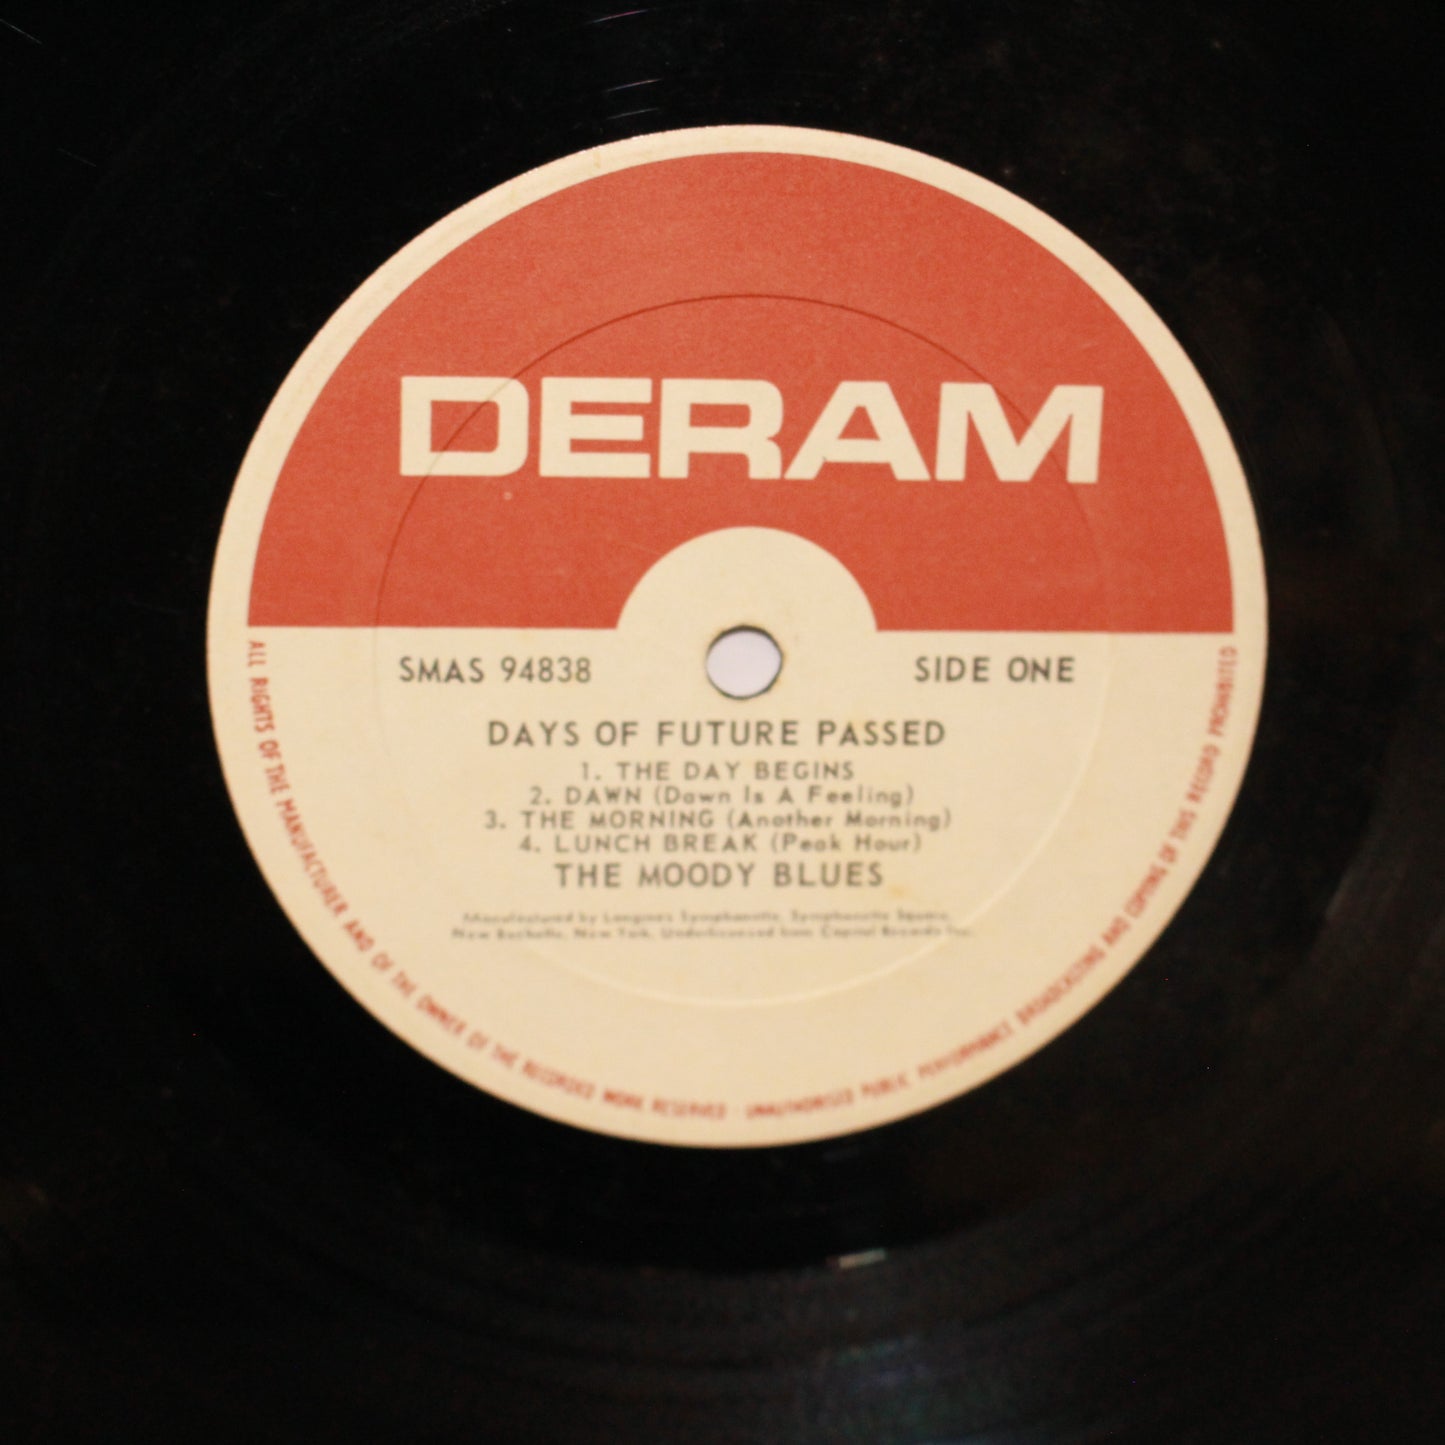 DERAM
SMAS 94838
SIDE ONE
DAYS OF FUTURE PASSED
1. THE DAY BEGINS
2. DAWN (Dawn Is A Feeling)
3. THE MORNING (Another Morning)
4. LUNCH BREAK (Peak Hour)
THE MOODY BLUES
Manufactured by Longines Symphonette, Symphonette Square,
New Rochelle, New York, Underlicensed from Capitol Records Inc.
ALL RIGHTS OF THE MANUFACTURER AND OF THE OWNER OF THE RECORDED WORK RESERVED · UNAUTHORISED PUBLIC PERFORMANCE BROADCASTING AND COPYING OF THIS RECORD PROHIBITED